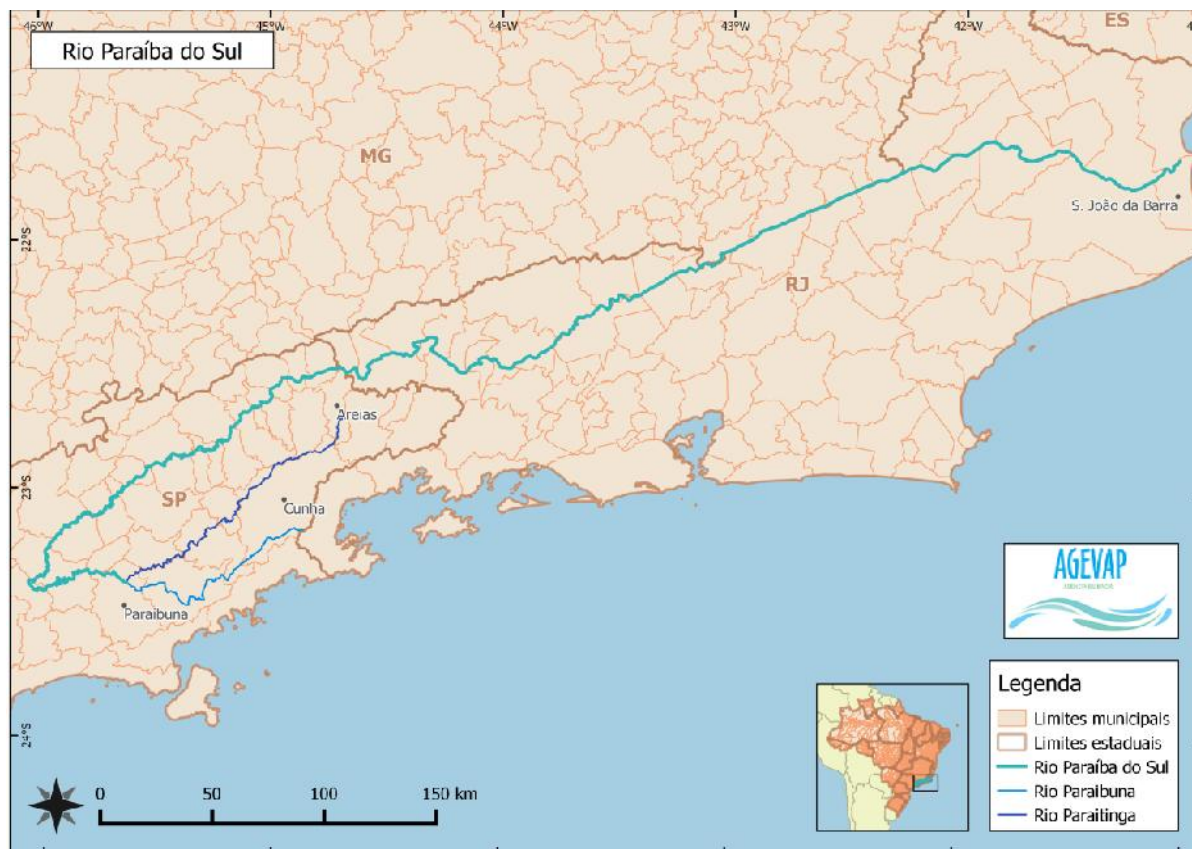 46°W 45°W 44°W 43°W 42°W 4
Rio Paraíba do Sul
ES
MG
S. João da Barra
22°S
RJ
Areias
23°S
SP
Cunha
Paraibuna
AGEVAP
24°S
0 50 100 150 km
Legenda
Limites municipais
Limites estaduais
Rio Paraíba do Sul
Rio Paraibuna
Rio Paraitinga